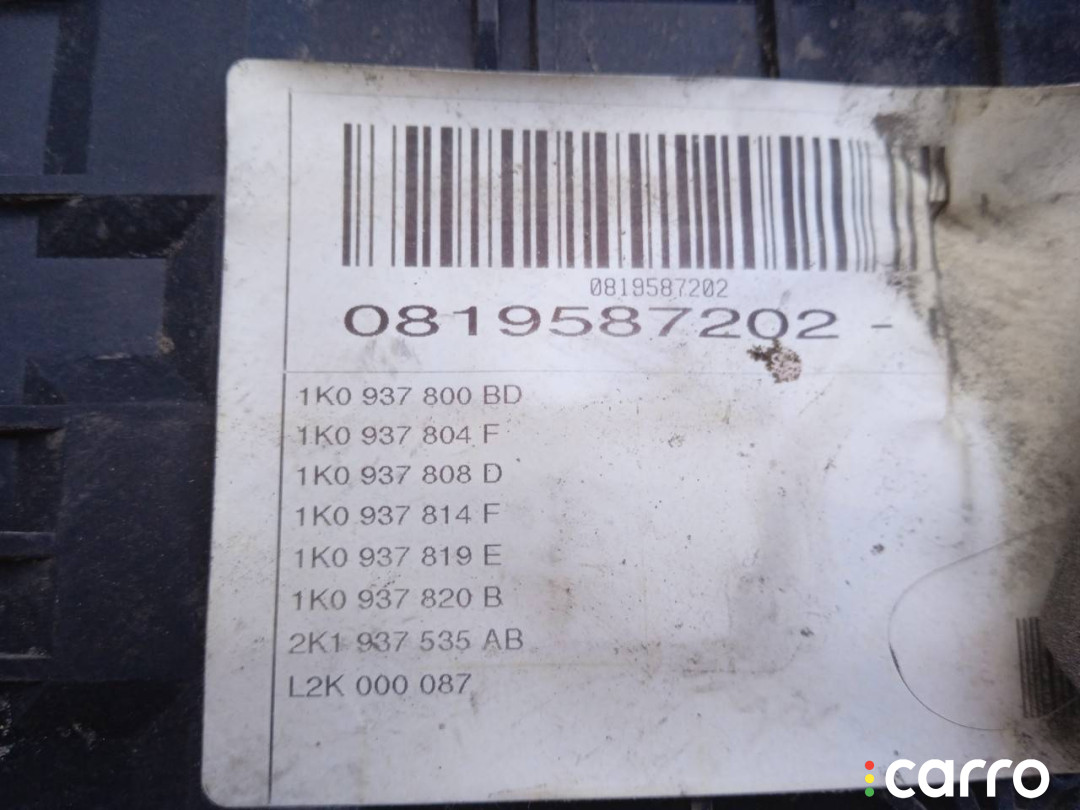 0819587202
0819587202 -
1K0 937 800 BD
1K0 937 804 F
1K0 937 808 D
1K0 937 814 F
1K0 937 819 E
1K0 937 820 B
2K1 937 535 AB
L2K 000 087
carro